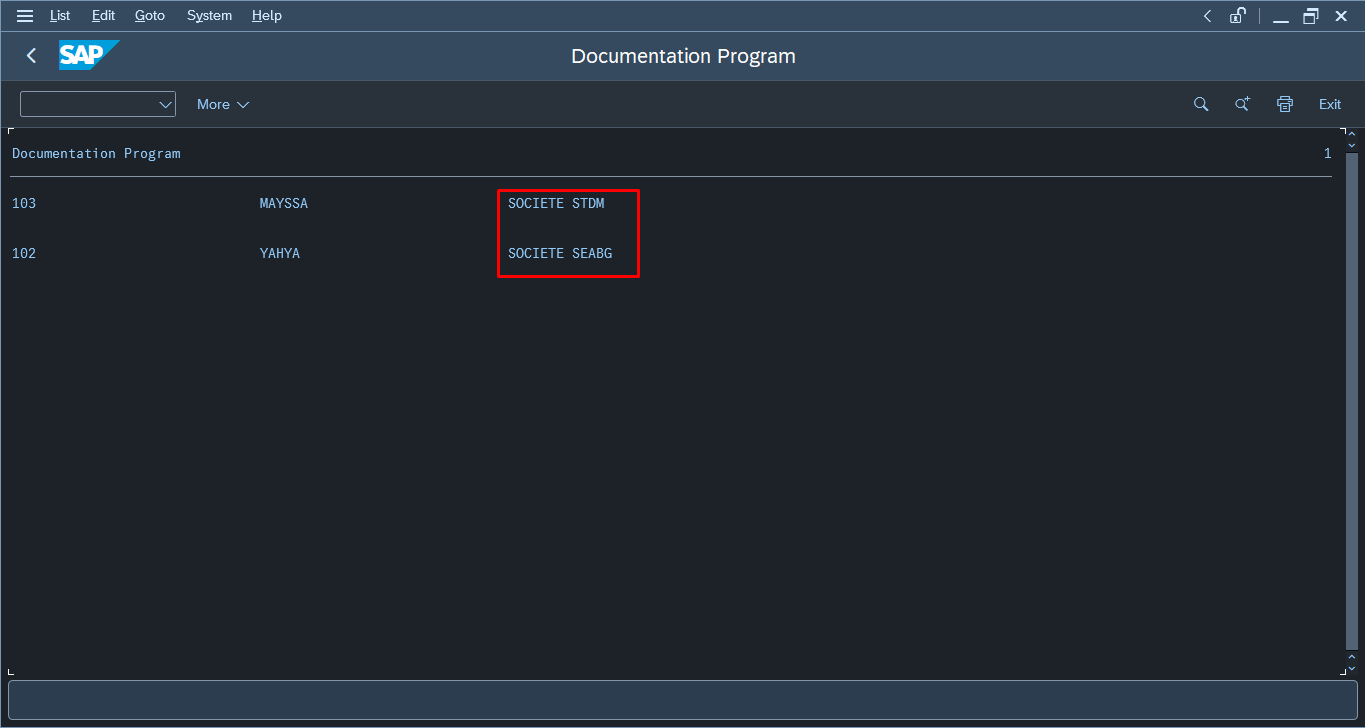 List Edit Goto System Help
SAP Documentation Program
More Exit
Documentation Program 1
103 MAYSSA SOCIETE STDM
102 YAHYA SOCIETE SEABG